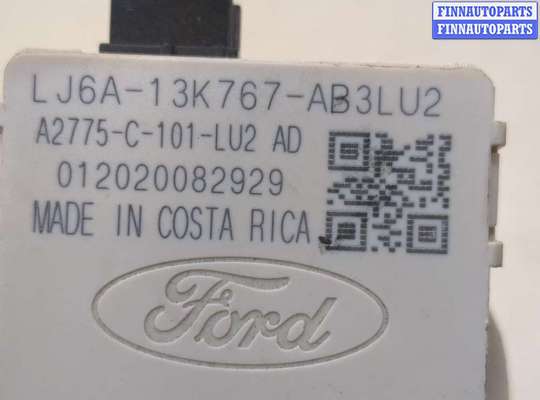 FINNAUTOPARTS
FINNAUTOPARTS
LJ6A-13K767-AB3LU2
A2775-C-101-LU2 AD
012020082929
MADE IN COSTA RICA
Ford